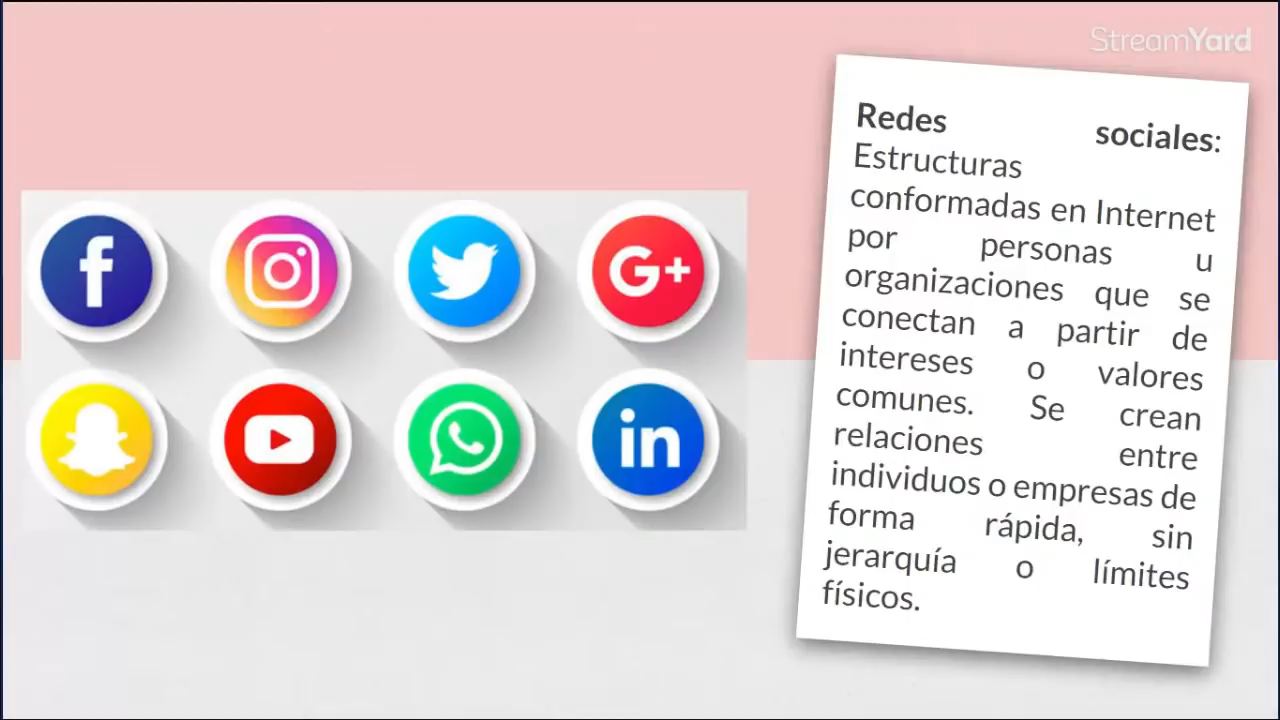 StreamYard
Redes sociales:
Estructuras
conformadas en Internet
por personas u
organizaciones que se
conectan a partir de
intereses o valores
comunes. Se crean
relaciones entre
individuos o empresas de
forma rápida, sin
jerarquía o límites
físicos.
f
G+
in